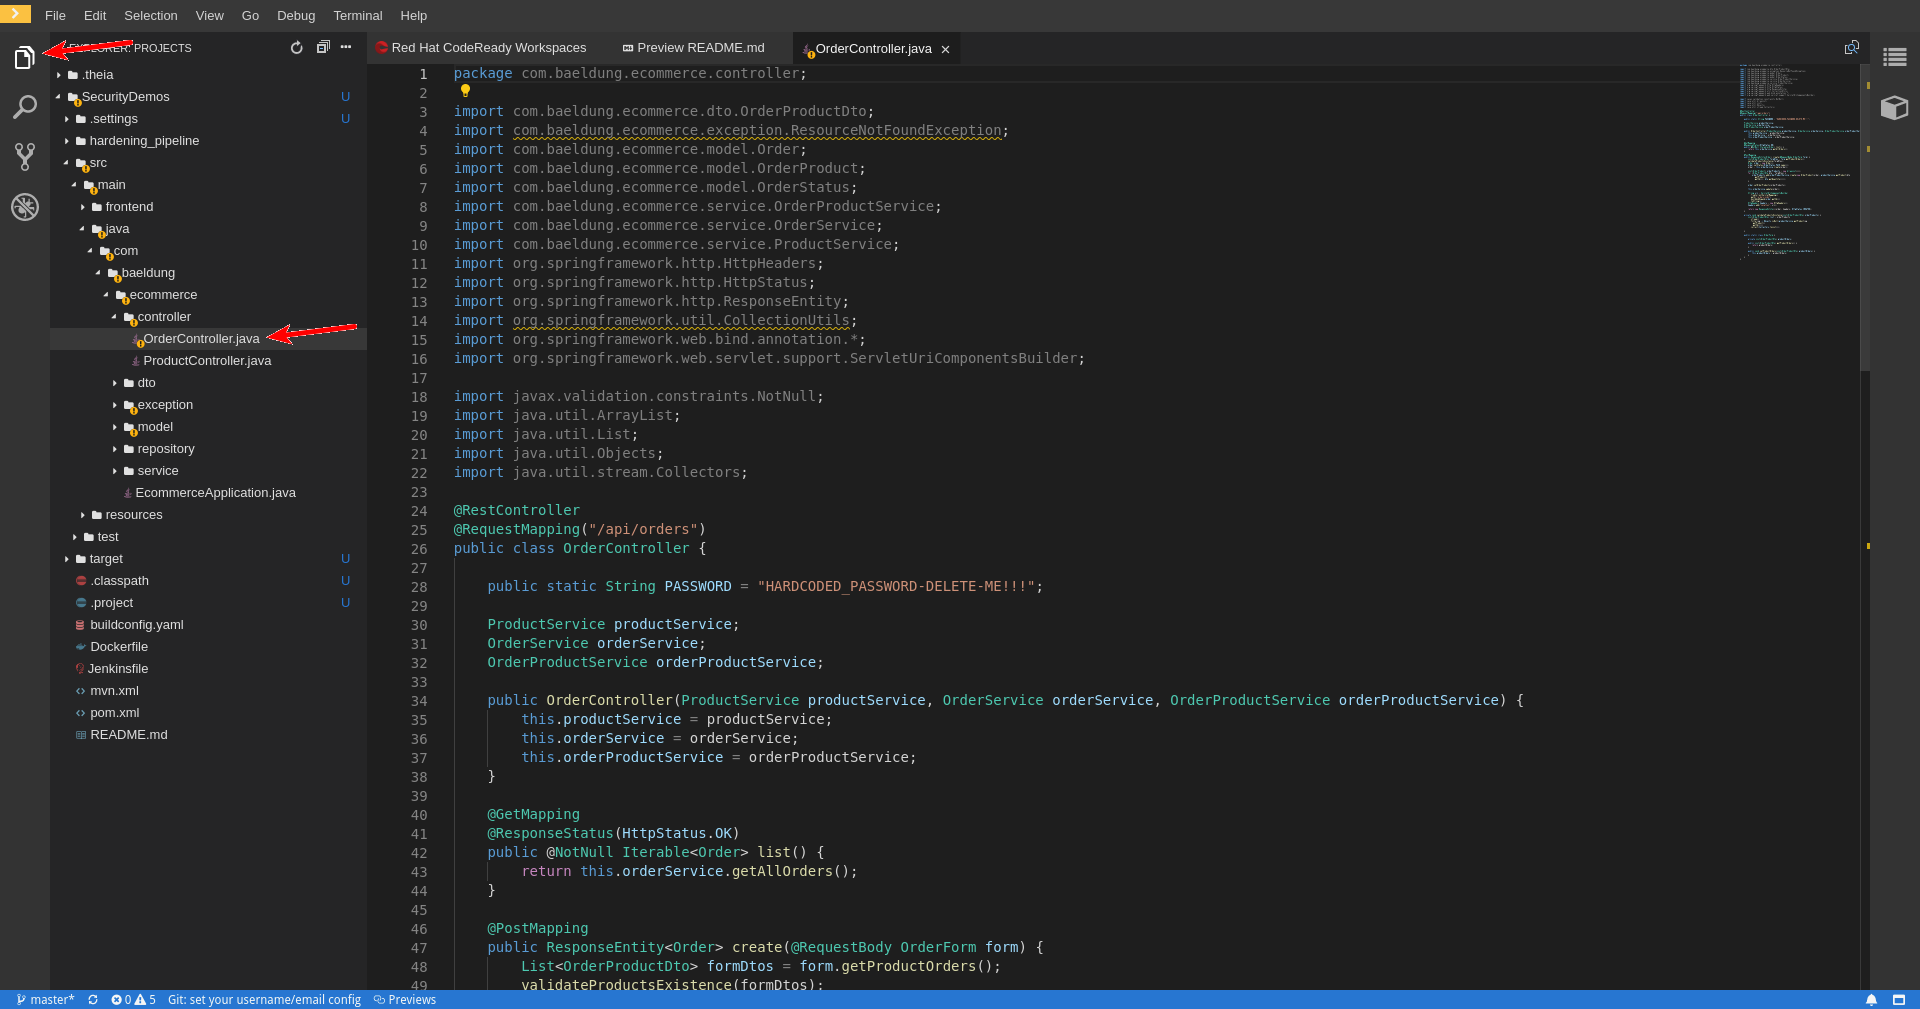 File Edit Selection View Go Debug Terminal Help
EXPLORER: PROJECTS
.theia
SecurityDemos U
.settings U
hardening_pipeline
src
main
frontend
java
com
baeldung
ecommerce
controller
OrderController.java
ProductController.java
dto
exception
model
repository
service
EcommerceApplication.java
resources
test
target U
.classpath U
.project U
buildconfig.yaml
Dockerfile
Jenkinsfile
mvn.xml
pom.xml
README.md
Red Hat CodeReady Workspaces Preview README.md OrderController.java ×
1 package com.baeldung.ecommerce.controller;
2
3 import com.baeldung.ecommerce.dto.OrderProductDto;
4 import com.baeldung.ecommerce.exception.ResourceNotFoundException;
5 import com.baeldung.ecommerce.model.Order;
6 import com.baeldung.ecommerce.model.OrderProduct;
7 import com.baeldung.ecommerce.model.OrderStatus;
8 import com.baeldung.ecommerce.service.OrderProductService;
9 import com.baeldung.ecommerce.service.OrderService;
10 import com.baeldung.ecommerce.service.ProductService;
11 import org.springframework.http.HttpHeaders;
12 import org.springframework.http.HttpStatus;
13 import org.springframework.http.ResponseEntity;
14 import org.springframework.util.CollectionUtils;
15 import org.springframework.web.bind.annotation.*;
16 import org.springframework.web.servlet.support.ServletUriComponentsBuilder;
17
18 import javax.validation.constraints.NotNull;
19 import java.util.ArrayList;
20 import java.util.List;
21 import java.util.Objects;
22 import java.util.stream.Collectors;
23
24 @RestController
25 @RequestMapping("/api/orders")
26 public class OrderController {
27
28 public static String PASSWORD = "HARDCODED_PASSWORD-DELETE-ME!!!";
29
30 ProductService productService;
31 OrderService orderService;
32 OrderProductService orderProductService;
33
34 public OrderController(ProductService productService, OrderService orderService, OrderProductService orderProductService) {
35 this.productService = productService;
36 this.orderService = orderService;
37 this.orderProductService = orderProductService;
38 }
39
40 @GetMapping
41 @ResponseStatus(HttpStatus.OK)
42 public @NotNull Iterable<Order> list() {
43 return this.orderService.getAllOrders();
44 }
45
46 @PostMapping
47 public ResponseEntity<Order> create(@RequestBody OrderForm form) {
48 List<OrderProductDto> formDtos = form.getProductOrders();
49 validateProductsExistence(formDtos);
master* 0 5 Git: set your username/email config Previews